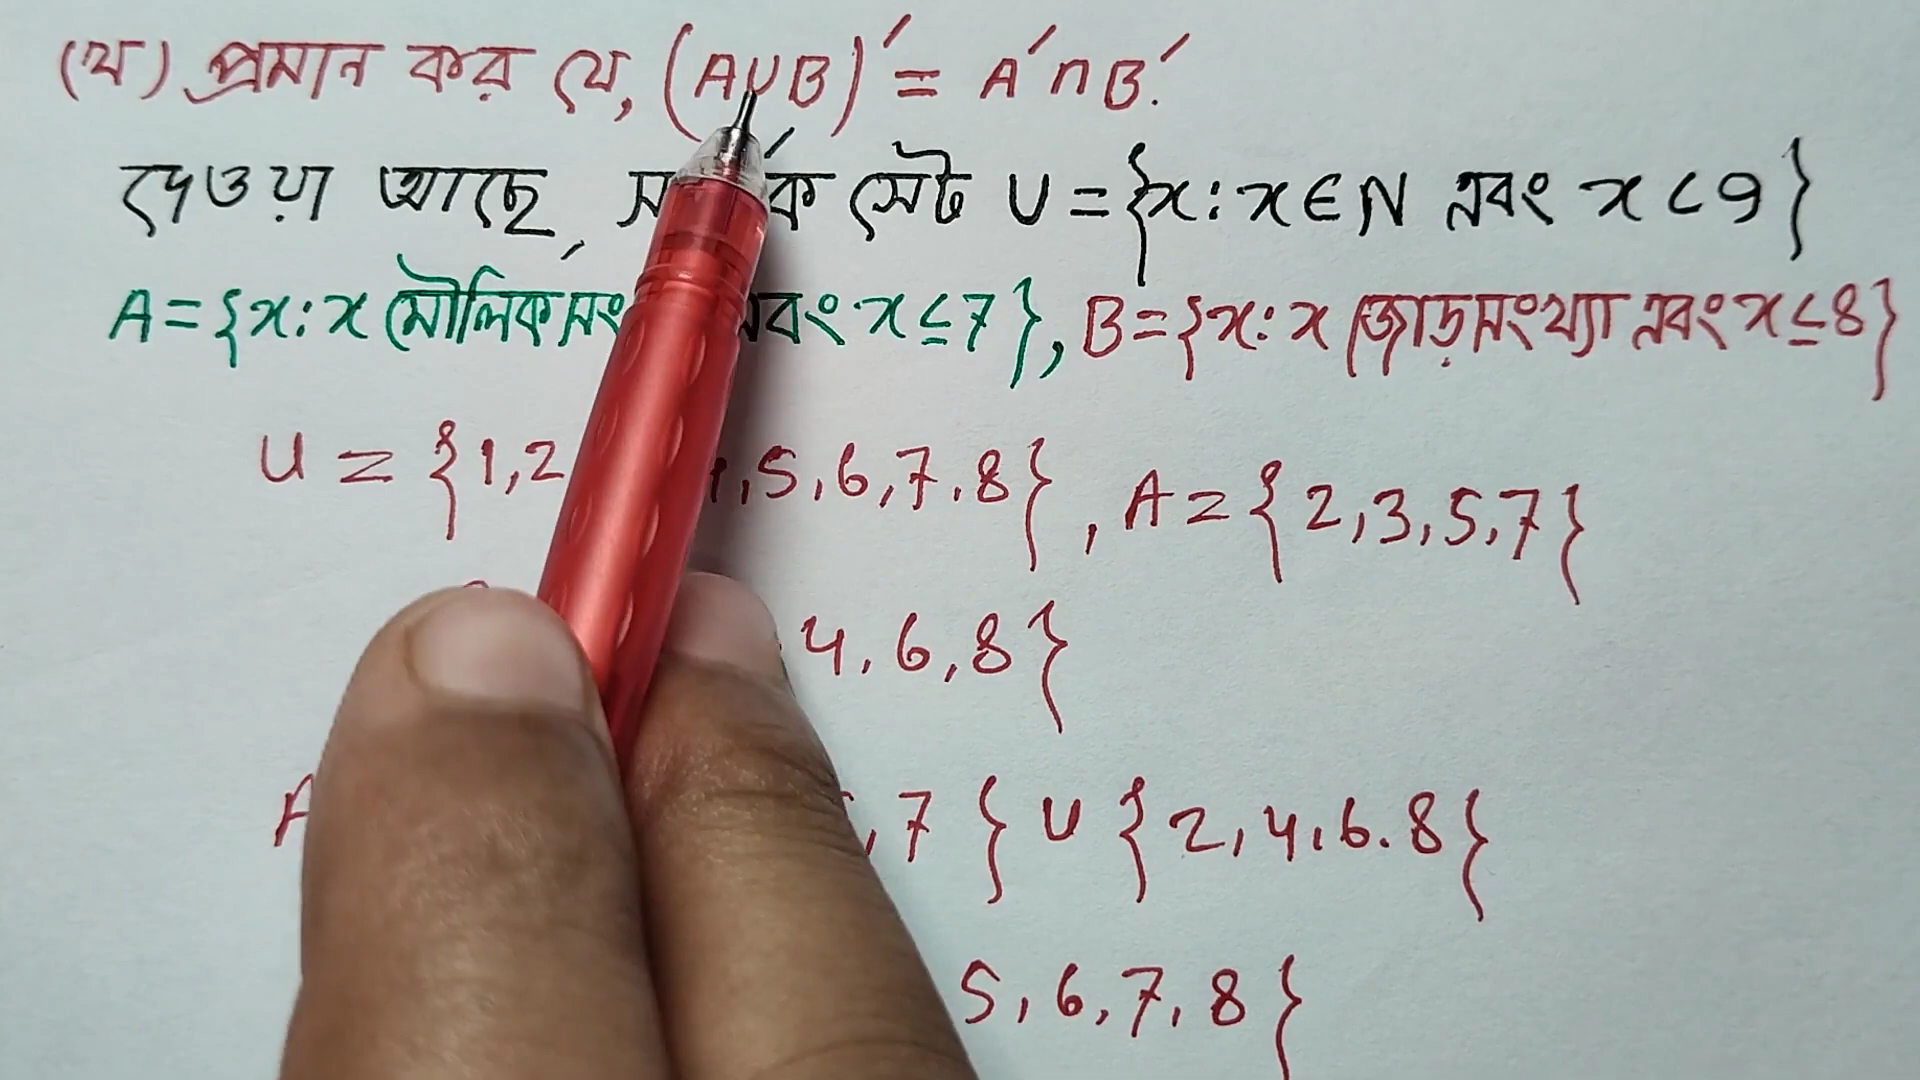 (খ) প্রমান কর যে, (A∪B)′ = A′∩B′.
দেওয়া আছে, সেট U = {x : x ∈ N এবং x < 9}
A = {x : x মৌলিক এবং x ≤ 7}, B = {x : x জোড় সংখ্যা এবং x ≤ 8}
U = {1, 2 4, 5, 6, 7, 8}, A = {2, 3, 5, 7}
4, 6, 8}
A , 7} ∪ {2, 4, 6, 8}
5, 6, 7, 8}